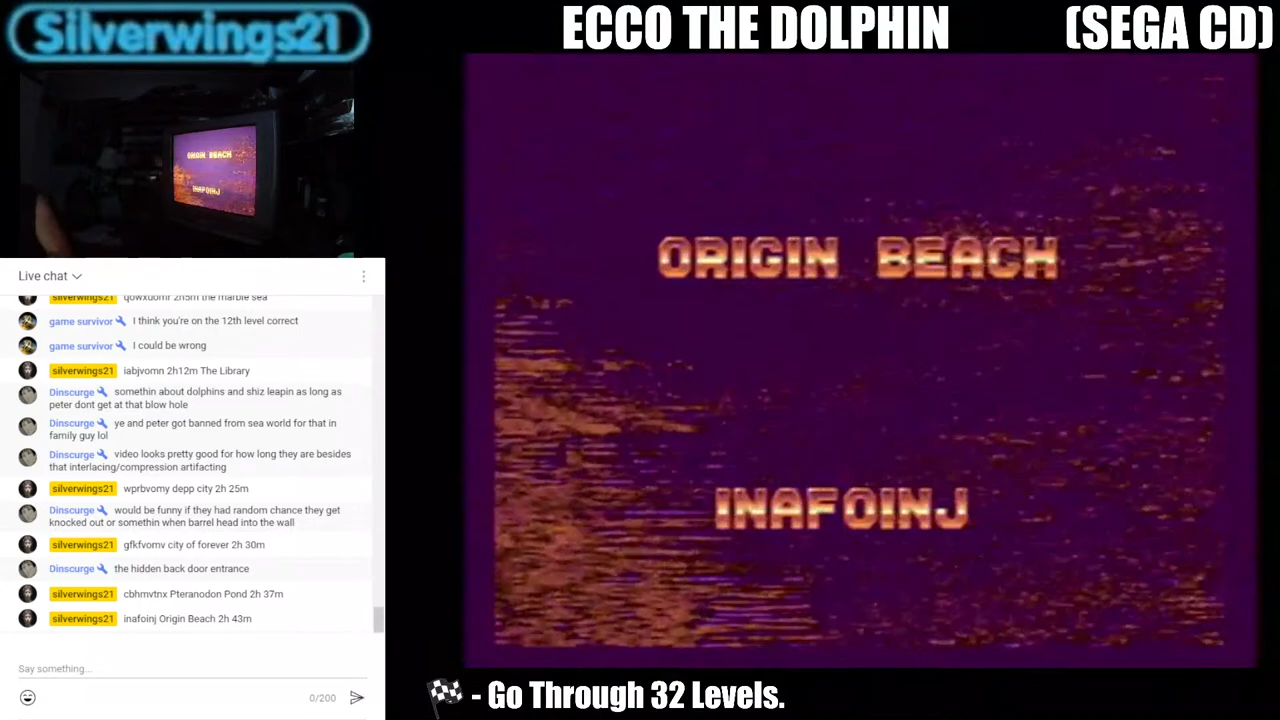 Silverwings21
ECCO THE DOLPHIN (SEGA CD)
ORIGIN BEACH
INAFOINJ
Live chat
silverwings21 qowxuomr 2h5m the marble sea
game survivor I think you're on the 12th level correct
game survivor I could be wrong
silverwings21 iabjvomn 2h12m The Library
Dinscurge somethin about dolphins and shiz leapin as long as
peter dont get at that blow hole
Dinscurge ye and peter got banned from sea world for that in
family guy lol
Dinscurge video looks pretty good for how long they are besides
that interlacing/compression artifacting
silverwings21 wprbvomy depp city 2h 25m
Dinscurge would be funny if they had random chance they get
knocked out or somethin when barrel head into the wall
silverwings21 gfkfvomv city of forever 2h 30m
Dinscurge the hidden back door entrance
silverwings21 cbhmvtnx Pteranodon Pond 2h 37m
silverwings21 inafoinj Origin Beach 2h 43m
Say something...
0/200
ORIGIN BEACH
INAFOINJ
- Go Through 32 Levels.